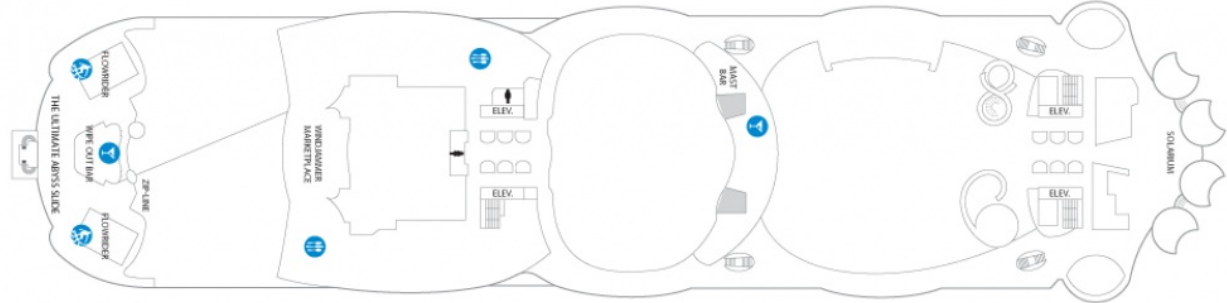 FLOWRIDER
THE ULTIMATE ABYSS SLIDE
WIPE OUT BAR
ZIP-LINE
FLOWRIDER
WINDJAMMER
MARKETPLACE
ELEV.
ELEV.
MAST
BAR
ELEV.
ELEV.
SOLARIUM